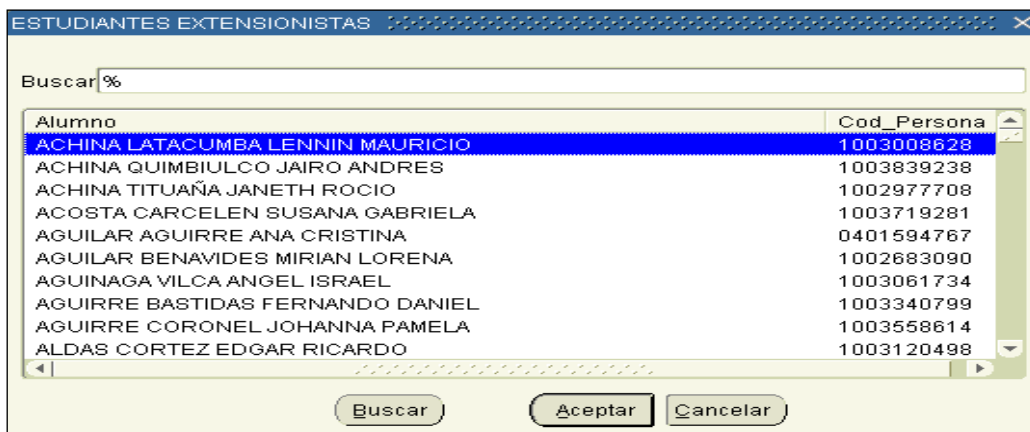 ESTUDIANTES EXTENSIONISTAS
Buscar %
Alumno Cod_Persona
ACHINA LATACUMBA LENNIN MAURICIO 1003008628
ACHINA QUIMBIULCO JAIRO ANDRES 1003839238
ACHINA TITUAÑA JANETH ROCIO 1002977708
ACOSTA CARCELEN SUSANA GABRIELA 1003719281
AGUILAR AGUIRRE ANA CRISTINA 0401594767
AGUILAR BENAVIDES MIRIAN LORENA 1002683090
AGUINAGA VILCA ANGEL ISRAEL 1003061734
AGUIRRE BASTIDAS FERNANDO DANIEL 1003340799
AGUIRRE CORONEL JOHANNA PAMELA 1003558614
ALDAS CORTEZ EDGAR RICARDO 1003120498
Buscar Aceptar Cancelar